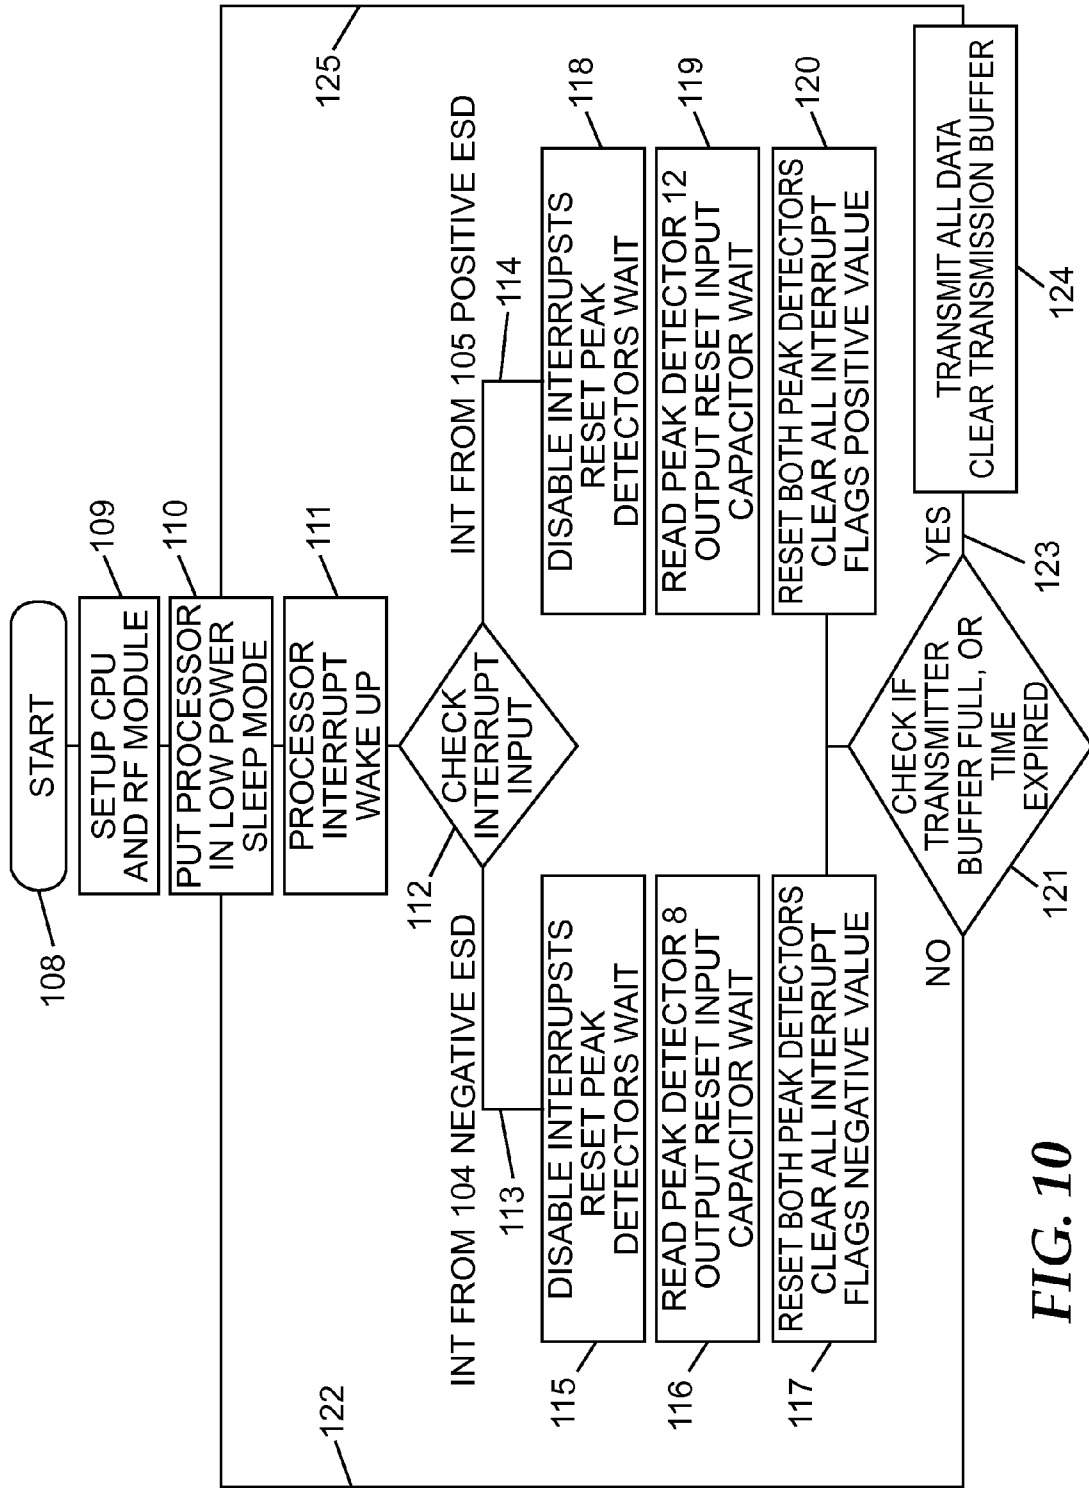 START
108
SETUP CPU
AND RF MODULE
109
PUT PROCESSOR
IN LOW POWER
SLEEP MODE
110
PROCESSOR
INTERRUPT
WAKE UP
111
122
125
CHECK
INTERRUPT
INPUT
112
INT FROM 104 NEGATIVE ESD
113
INT FROM 105 POSITIVE ESD
114
DISABLE INTERRUPSTS
RESET PEAK
DETECTORS WAIT
115
DISABLE INTERRUPSTS
RESET PEAK
DETECTORS WAIT
118
READ PEAK DETECTOR 8
OUTPUT RESET INPUT
CAPACITOR WAIT
116
READ PEAK DETECTOR 12
OUTPUT RESET INPUT
CAPACITOR WAIT
119
RESET BOTH PEAK DETECTORS
CLEAR ALL INTERRUPT
FLAGS NEGATIVE VALUE
117
RESET BOTH PEAK DETECTORS
CLEAR ALL INTERRUPT
FLAGS POSITIVE VALUE
120
NO
CHECK IF
TRANSMITTER
BUFFER FULL, OR
TIME
EXPIRED
121
YES
123
TRANSMIT ALL DATA
CLEAR TRANSMISSION BUFFER
124
FIG. 10